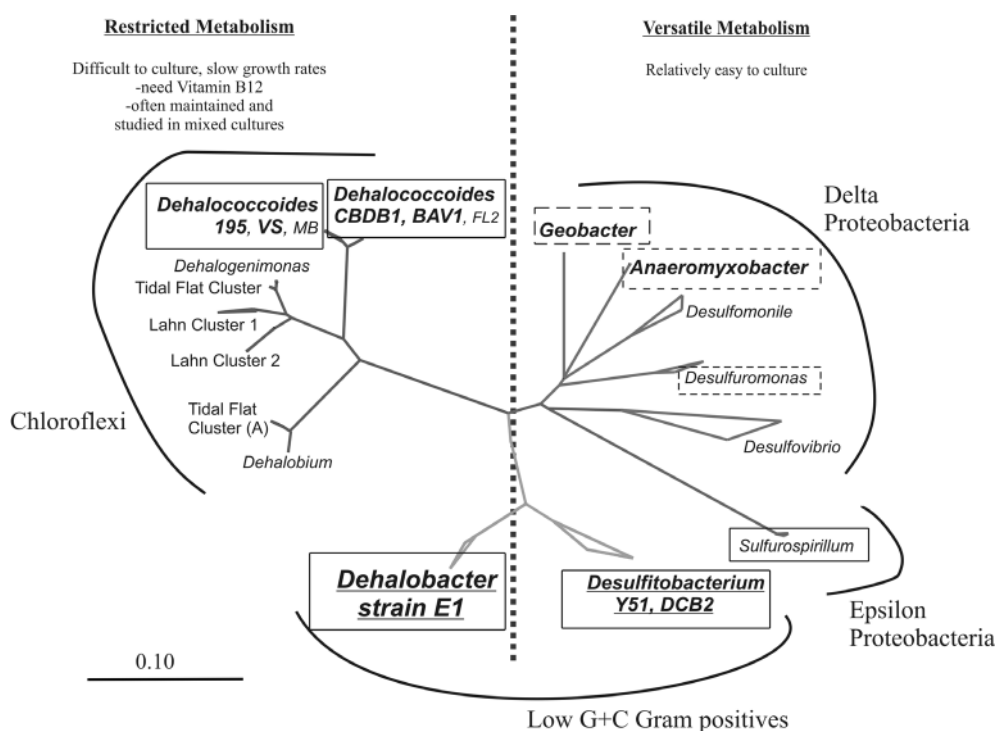 Restricted Metabolism
Difficult to culture, slow growth rates
-need Vitamin B12
-often maintained and
studied in mixed cultures
Versatile Metabolism
Relatively easy to culture
Dehalococcoides
195, VS, MB
Dehalococcoides
CBDB1, BAV1, FL2
Dehalogenimonas
Tidal Flat Cluster
Lahn Cluster 1
Lahn Cluster 2
Tidal Flat
Cluster (A)
Dehalobium
Chloroflexi
Geobacter
Anaeromyxobacter
Desulfomonile
Desulfuromonas
Desulfovibrio
Delta
Proteobacteria
Sulfurospirillum
Epsilon
Proteobacteria
Dehalobacter
strain E1
Desulfitobacterium
Y51, DCB2
0.10
Low G+C Gram positives